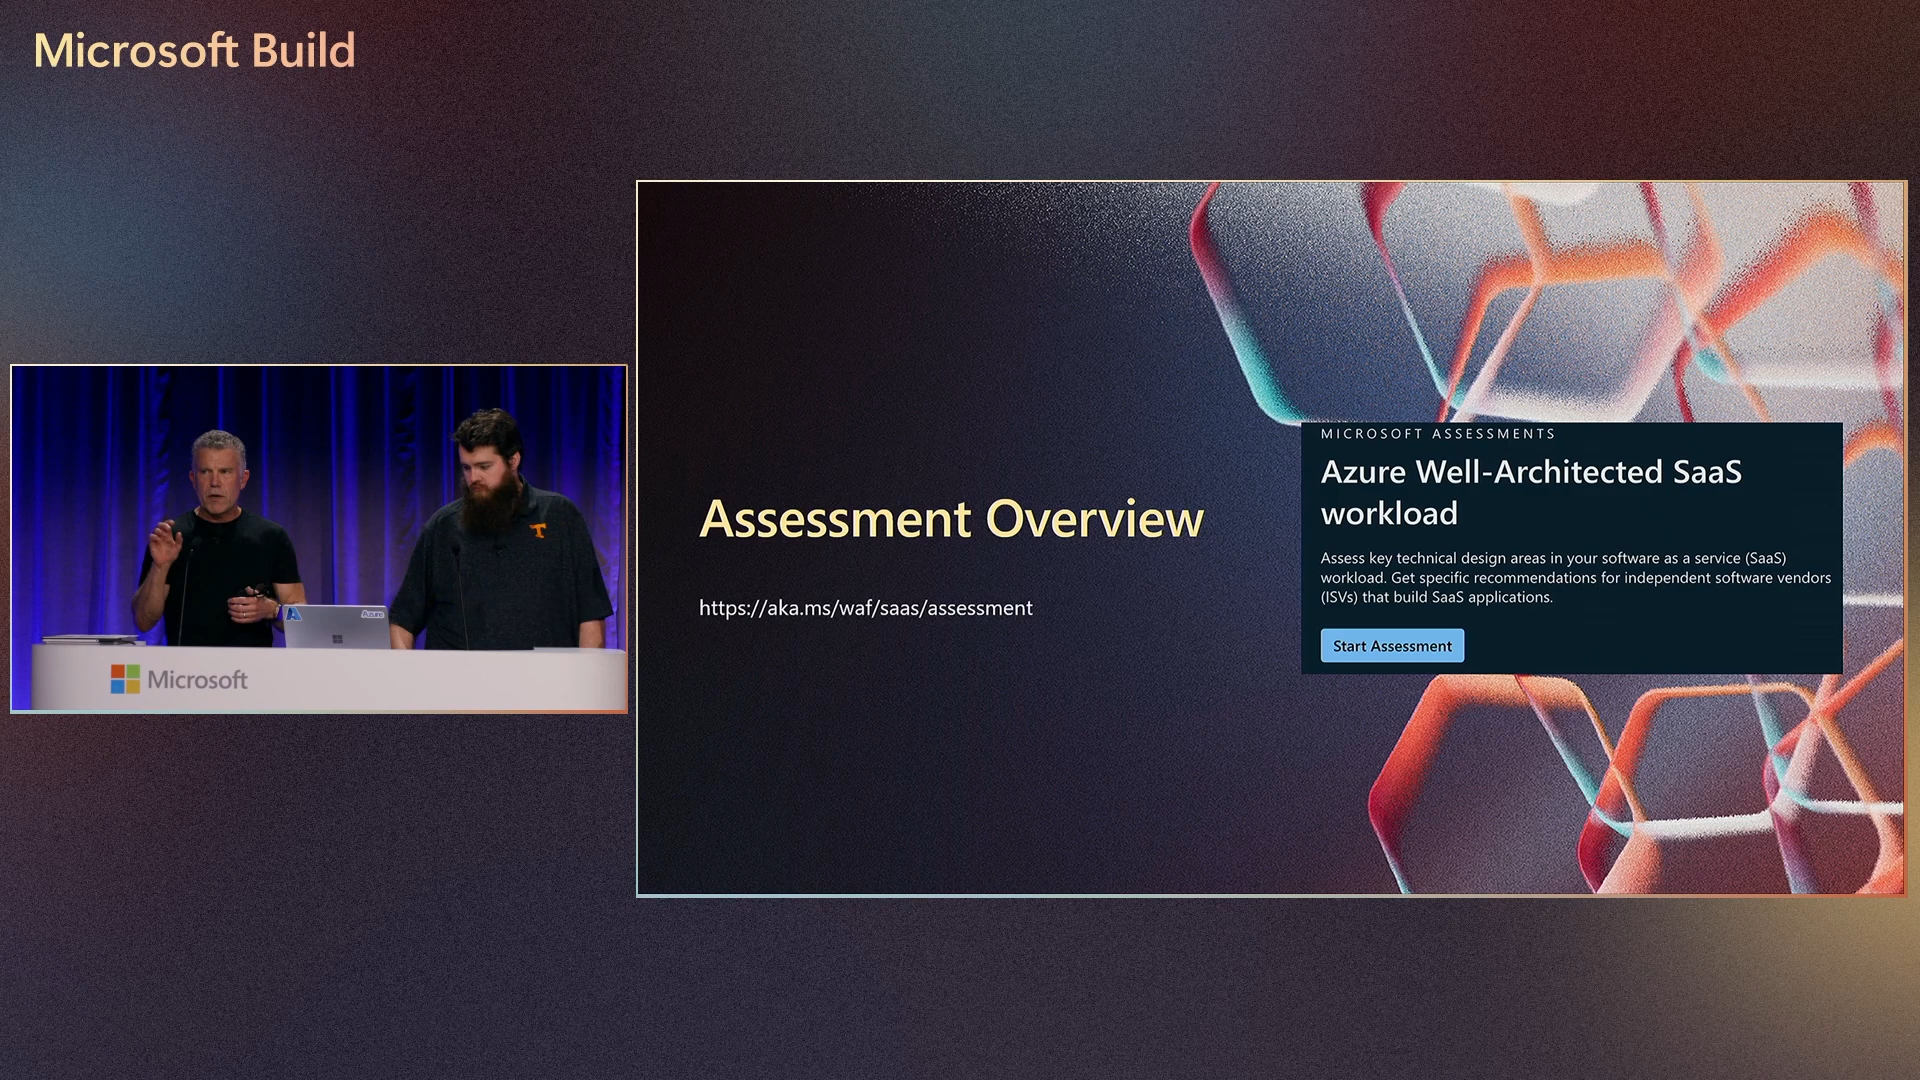 Microsoft Build
Assessment Overview
https://aka.ms/waf/saas/assessment
MICROSOFT ASSESSMENTS
Azure Well-Architected SaaS
workload
Assess key technical design areas in your software as a service (SaaS)
workload. Get specific recommendations for independent software vendors
(ISVs) that build SaaS applications.
Start Assessment
A
Azure
T
Microsoft